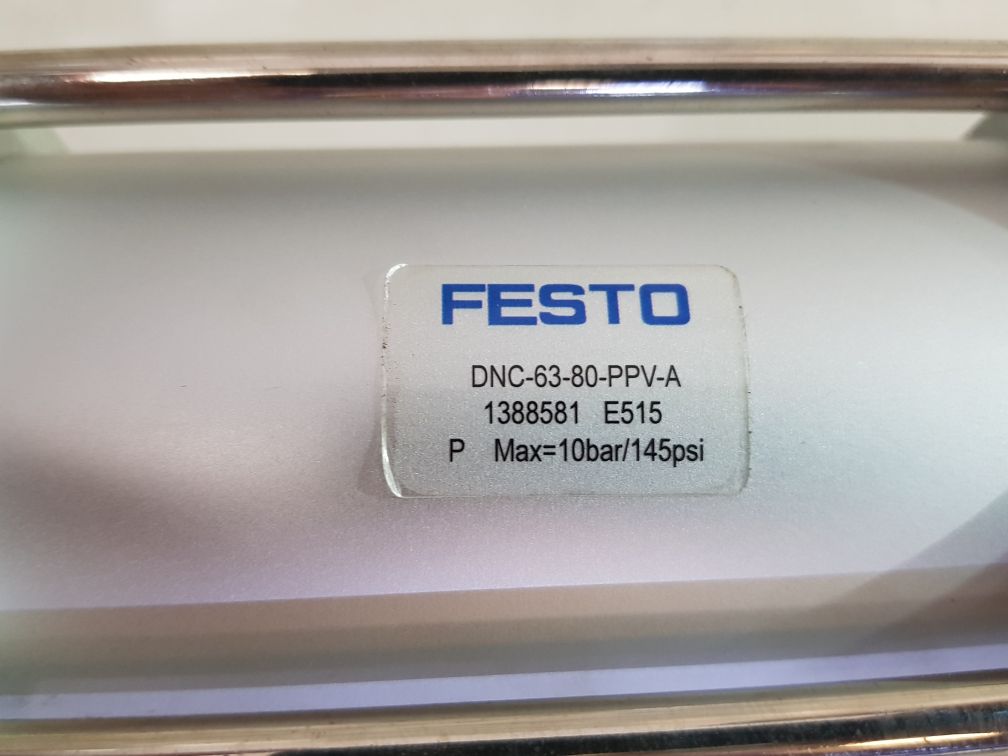 FESTO
DNC-63-80-PPV-A
1388581 E515
P Max=10bar/145psi